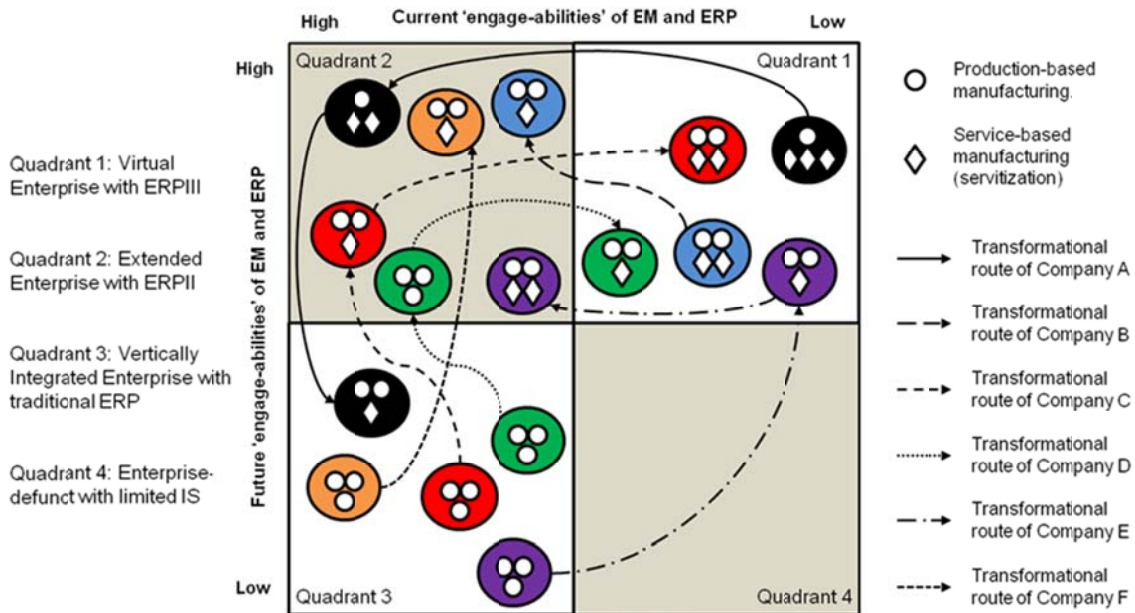 Current ‘engage-abilities’ of EM and ERP
High
Low
Quadrant 2
Quadrant 1
High
Future ‘engage-abilities’ of EM and ERP
Low
Quadrant 3
Quadrant 4
Quadrant 1: Virtual
Enterprise with ERPIII
Quadrant 2: Extended
Enterprise with ERPII
Quadrant 3: Vertically
Integrated Enterprise with
traditional ERP
Quadrant 4: Enterprise-
defunct with limited IS
Production-based
manufacturing.
Service-based
manufacturing
(servitization)
Transformational
route of Company A
Transformational
route of Company B
Transformational
route of Company C
Transformational
route of Company D
Transformational
route of Company E
Transformational
route of Company F